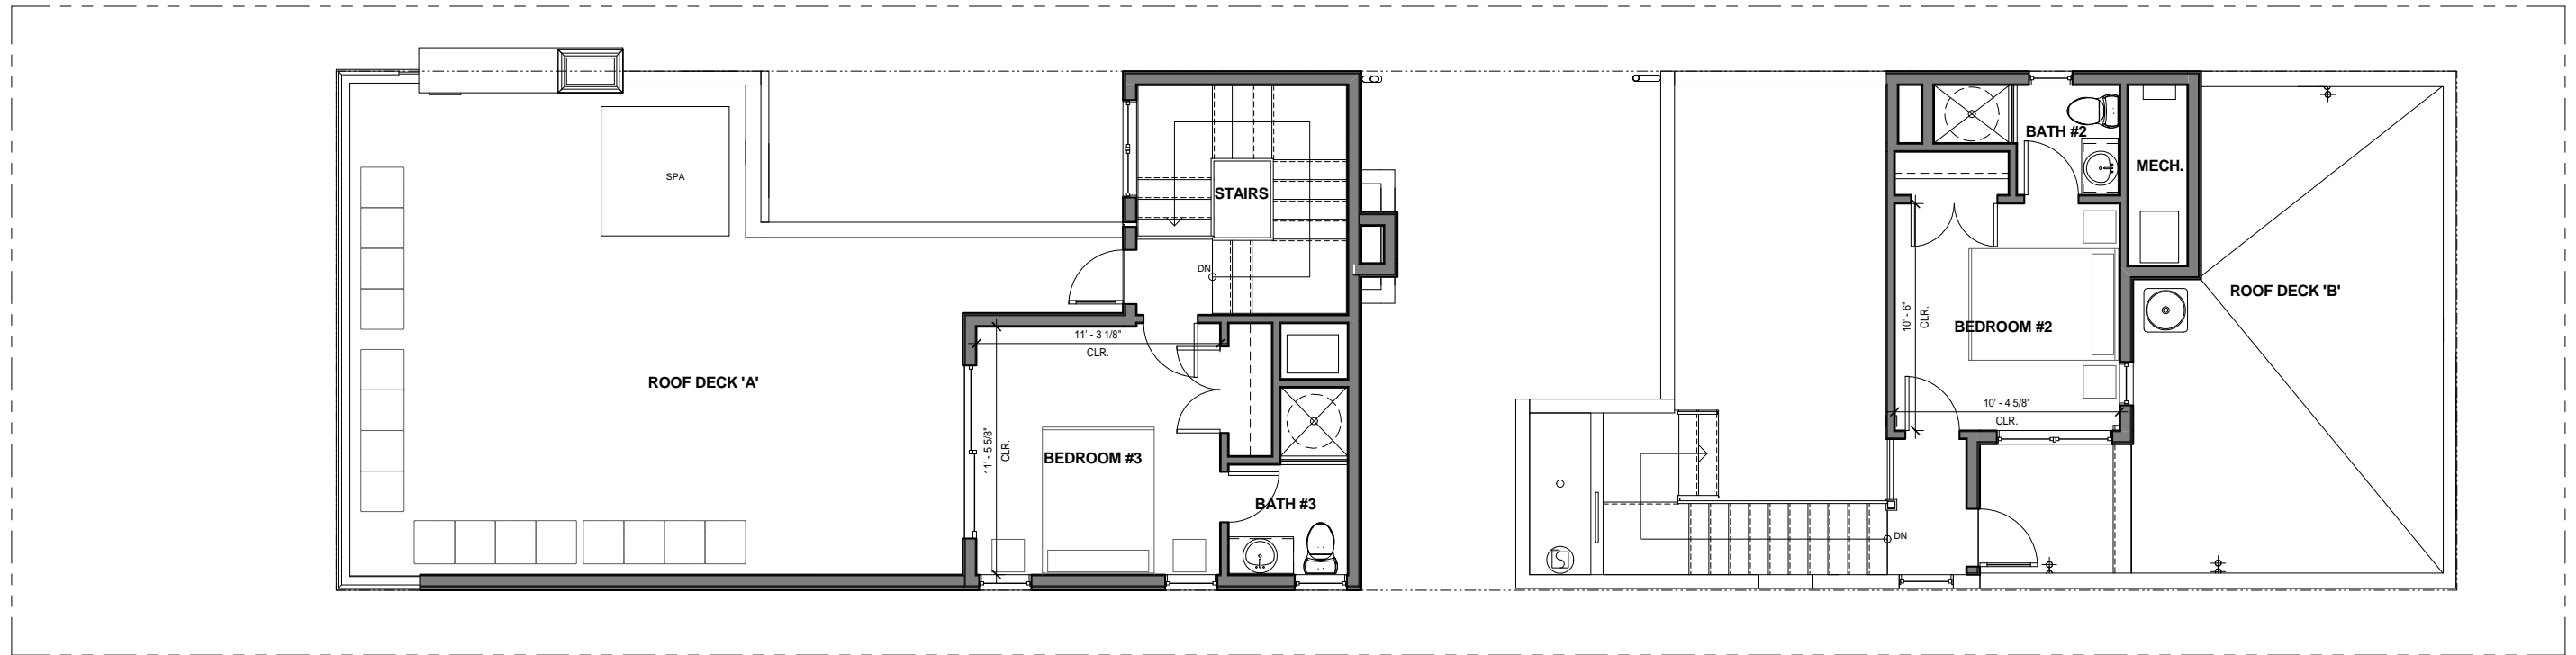 SPA
STAIRS
DN
11' - 3 1/8"
CLR.
ROOF DECK 'A'
11' - 5 5/8"
CLR.
BEDROOM #3
BATH #3
BATH #2
MECH.
ROOF DECK 'B'
10' - 6"
CLR.
BEDROOM #2
10' - 4 5/8"
CLR.
DN